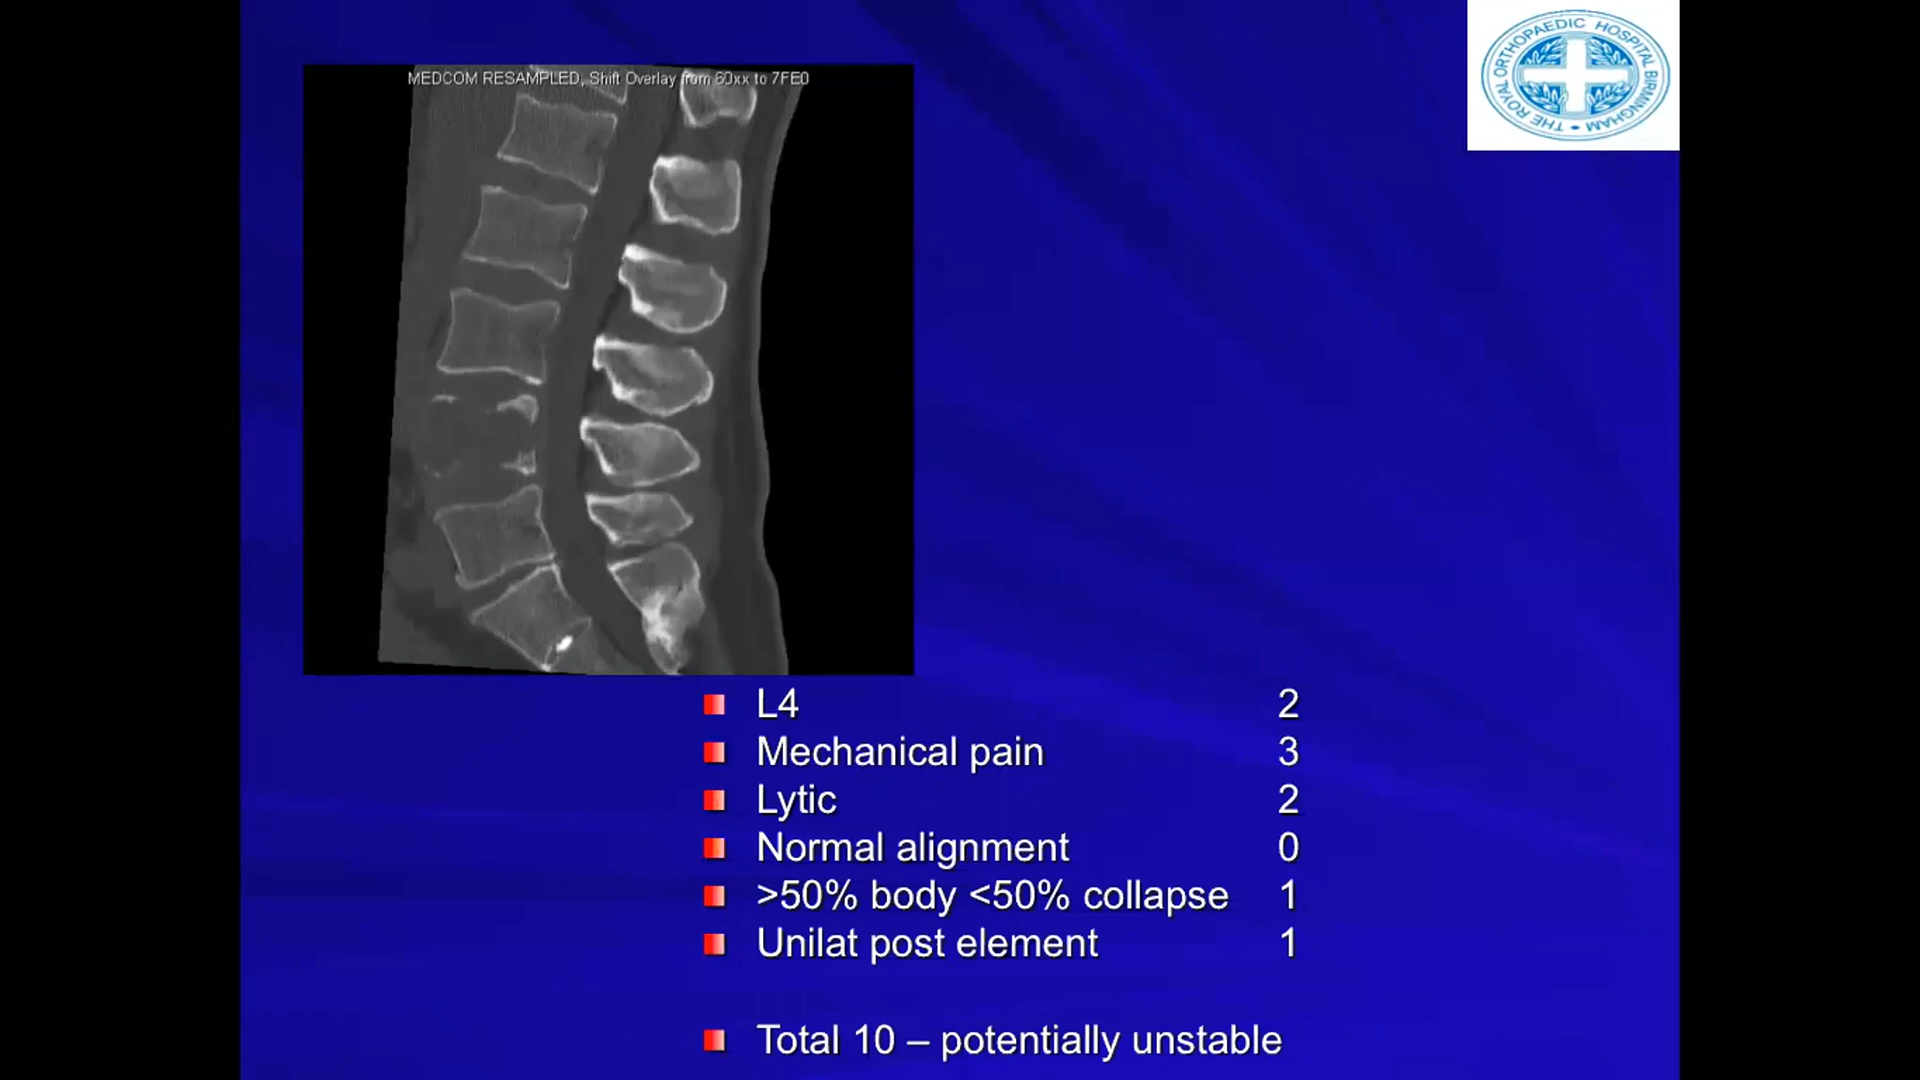 MEDCOM RESAMPLED, Shift Overlay from 60xx to 7FE0
THE ROYAL ORTHOPAEDIC HOSPITAL BIRMINGHAM
L4 2
Mechanical pain 3
Lytic 2
Normal alignment 0
>50% body <50% collapse 1
Unilat post element 1
Total 10 – potentially unstable